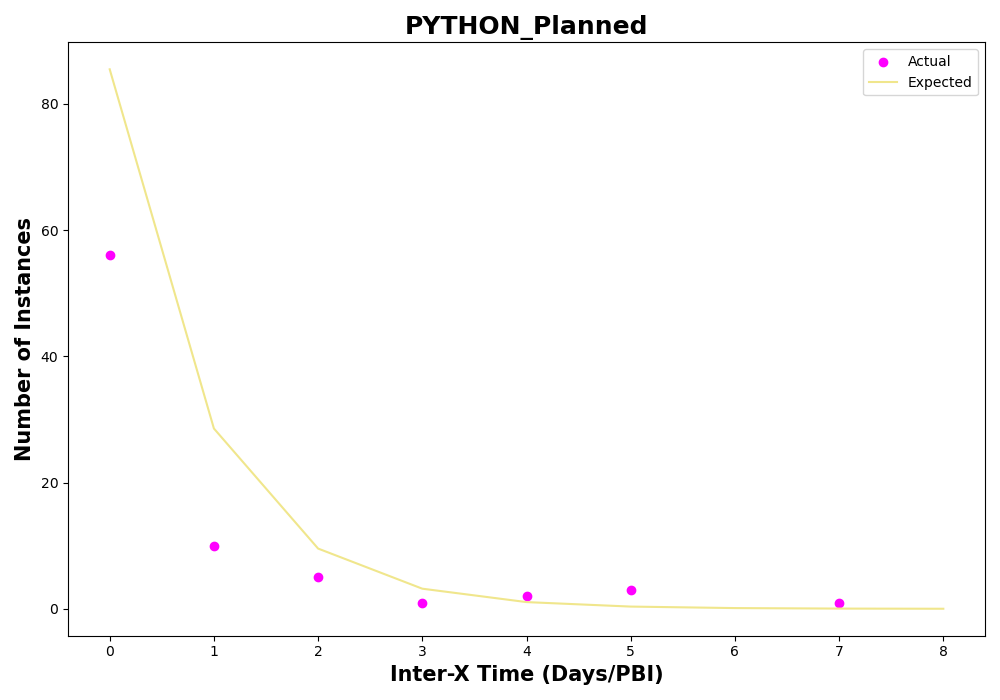 PYTHON_Planned
Actual
Expected
80
60
40
20
0
Number of Instances
0 1 2 3 4 5 6 7 8
Inter-X Time (Days/PBI)